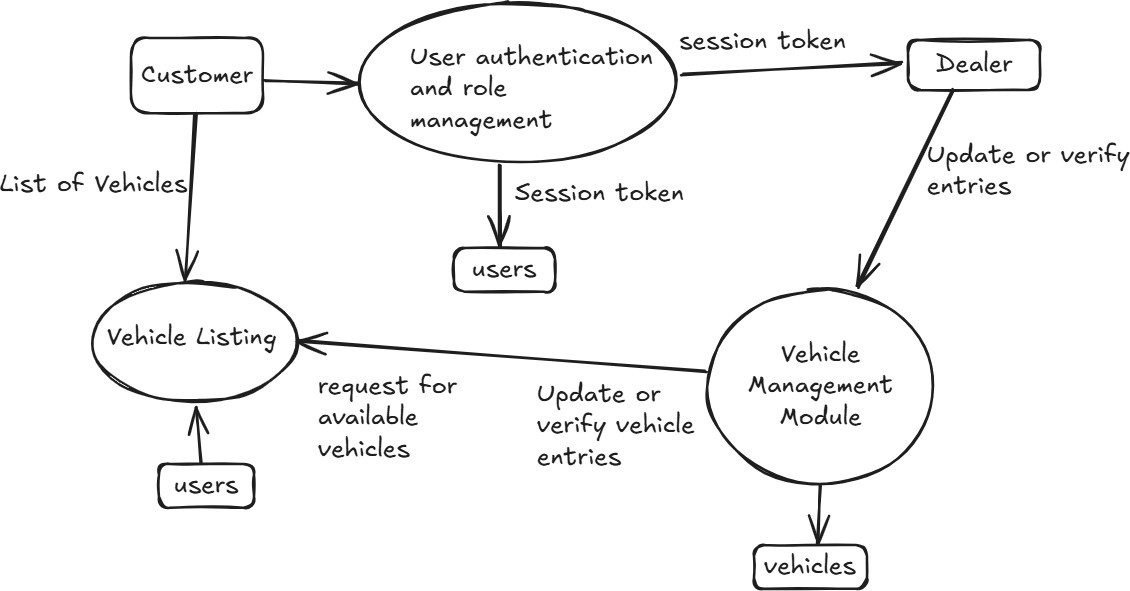 Customer
User authentication
and role
management
session token
Dealer
List of Vehicles
Session token
Update or verify
entries
users
Vehicle Listing
Vehicle
Management
Module
request for
available
vehicles
Update or
verify vehicle
entries
users
vehicles